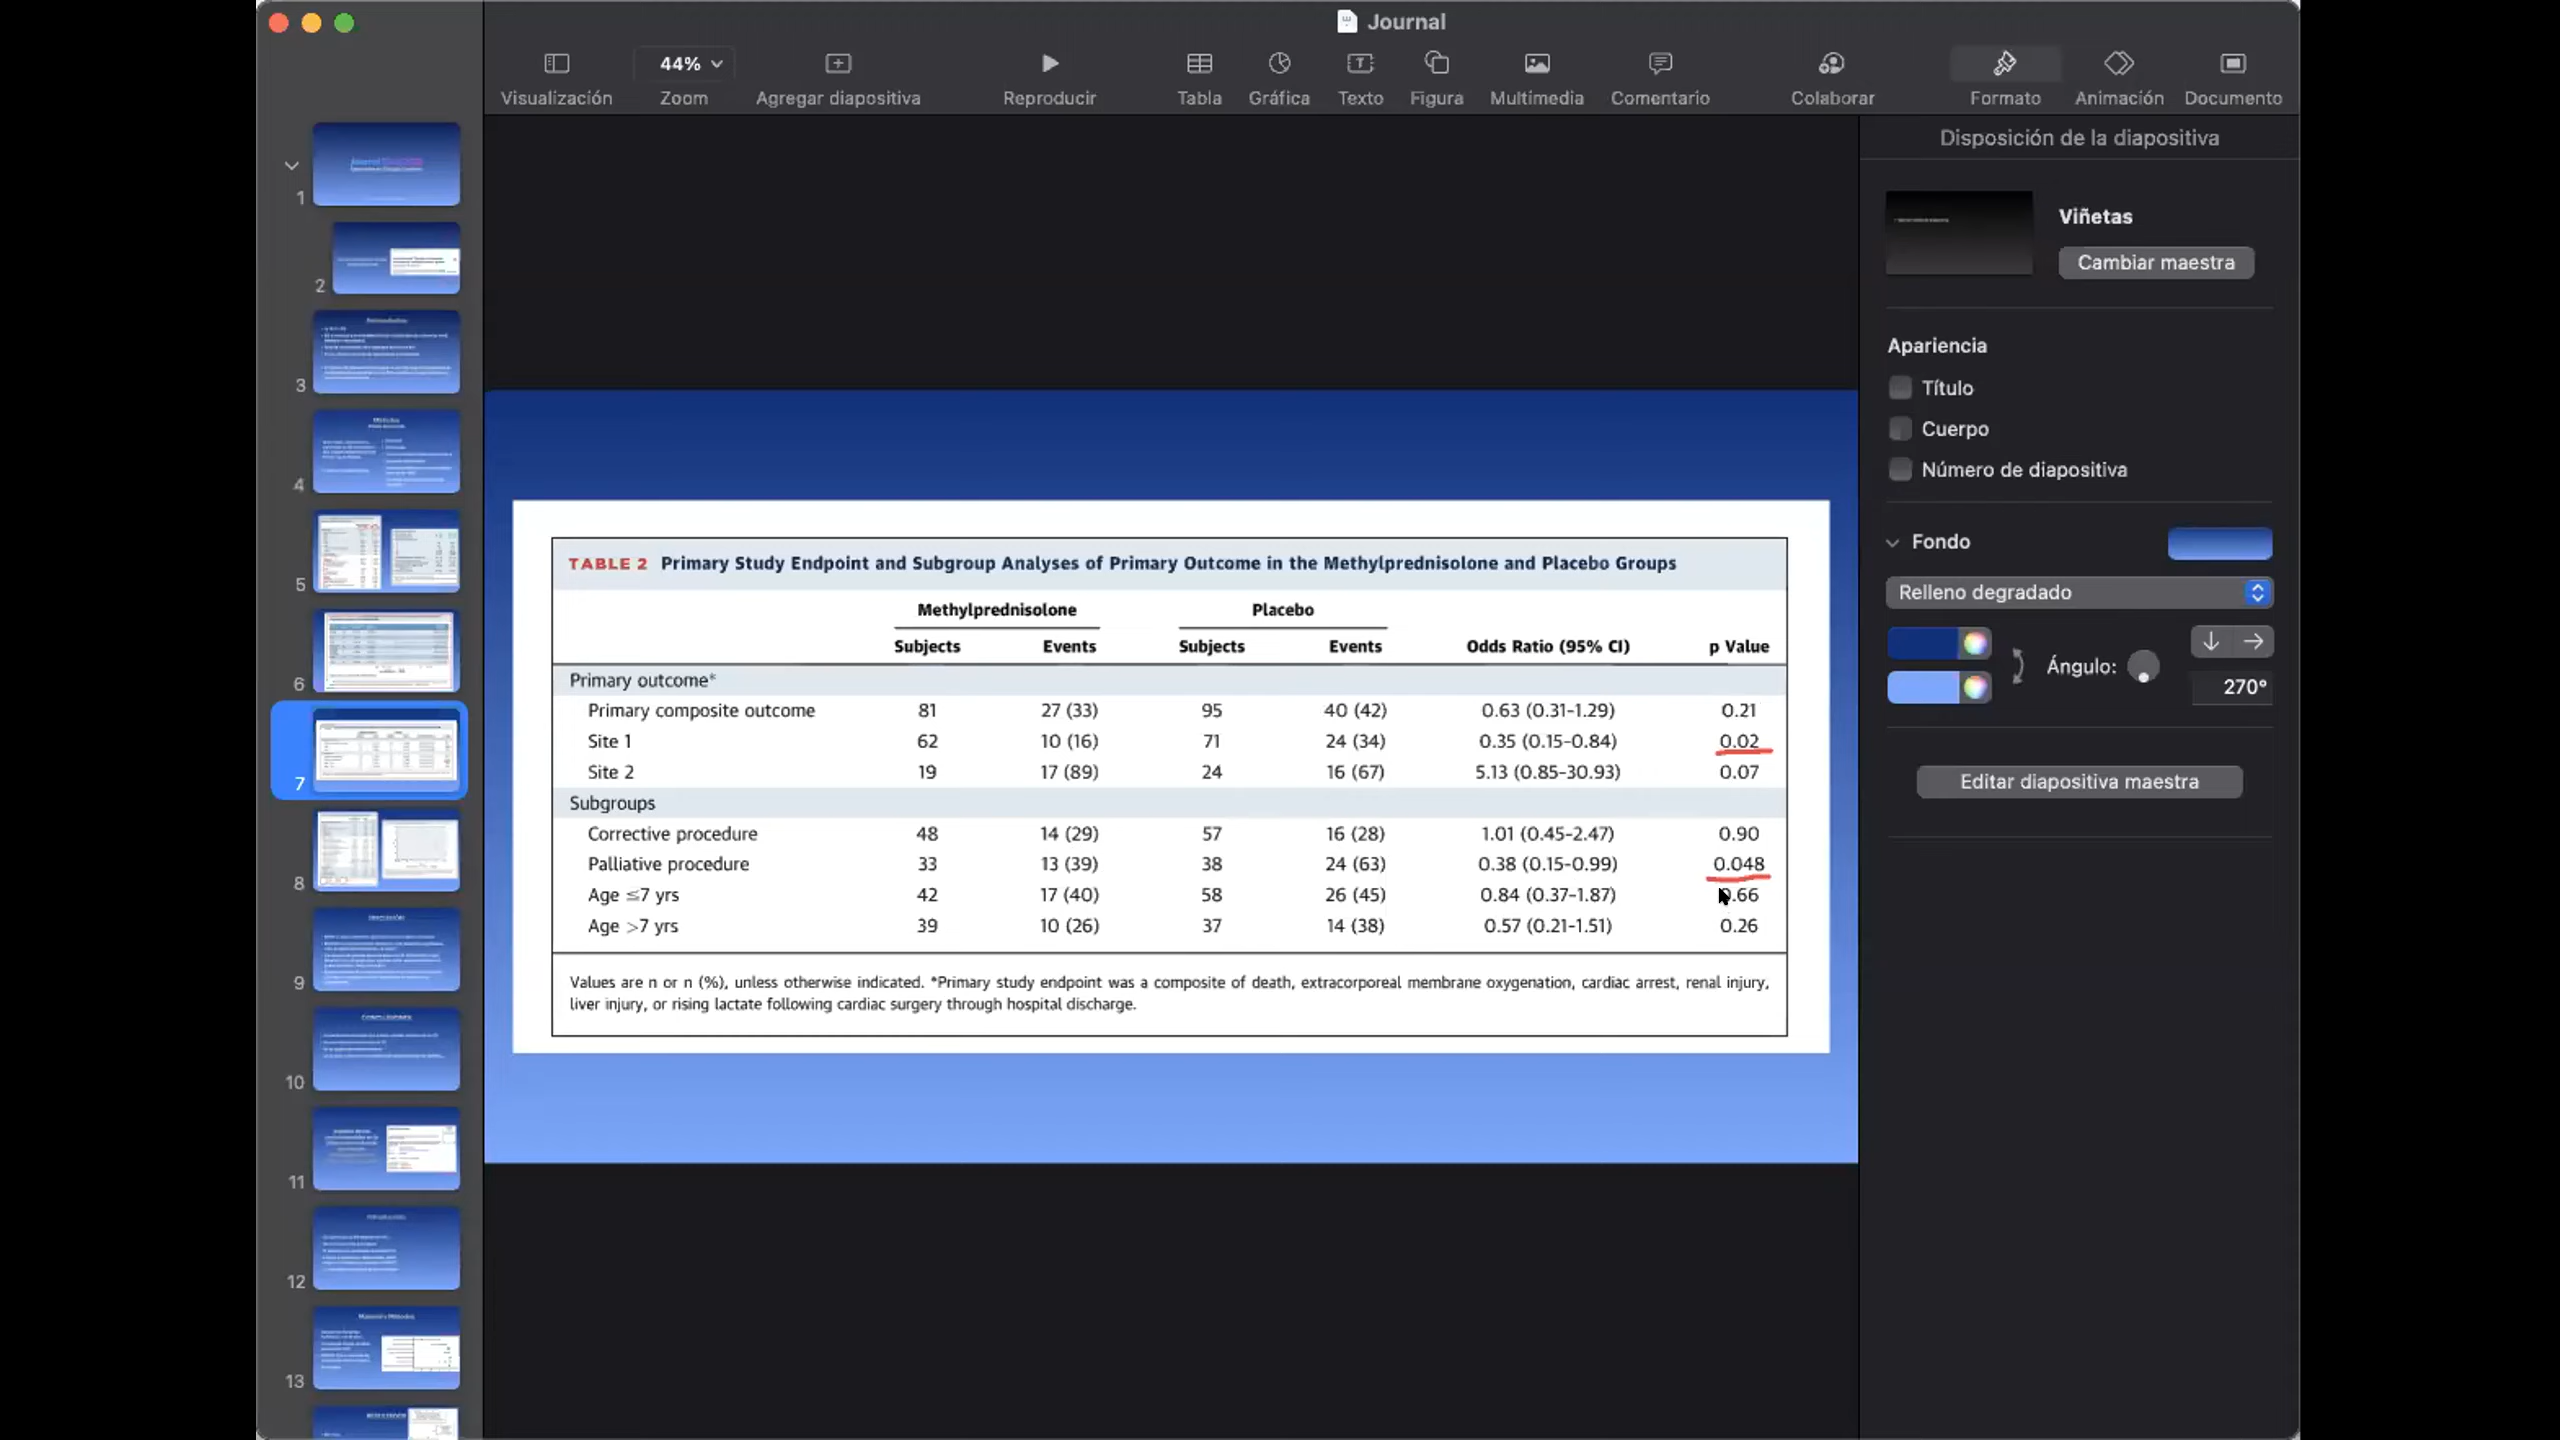 Journal
44%
Visualización Zoom Agregar diapositiva Reproducir Tabla Gráfica Texto Figura Multimedia Comentario Colaborar Formato Animación Documento
Disposición de la diapositiva
Viñetas
Cambiar maestra
Apariencia
Título
Cuerpo
Número de diapositiva
Fondo
Relleno degradado
Ángulo:
270°
Editar diapositiva maestra
1
2
3
4
5
6
7
8
9
10
11
12
13
TABLE 2 Primary Study Endpoint and Subgroup Analyses of Primary Outcome in the Methylprednisolone and Placebo Groups
Methylprednisolone Placebo
Subjects Events Subjects Events Odds Ratio (95% CI) p Value
Primary outcome*
Primary composite outcome 81 27 (33) 95 40 (42) 0.63 (0.31-1.29) 0.21
Site 1 62 10 (16) 71 24 (34) 0.35 (0.15-0.84) 0.02
Site 2 19 17 (89) 24 16 (67) 5.13 (0.85-30.93) 0.07
Subgroups
Corrective procedure 48 14 (29) 57 16 (28) 1.01 (0.45-2.47) 0.90
Palliative procedure 33 13 (39) 38 24 (63) 0.38 (0.15-0.99) 0.048
Age ≤7 yrs 42 17 (40) 58 26 (45) 0.84 (0.37-1.87) 0.66
Age >7 yrs 39 10 (26) 37 14 (38) 0.57 (0.21-1.51) 0.26
Values are n or n (%), unless otherwise indicated. *Primary study endpoint was a composite of death, extracorporeal membrane oxygenation, cardiac arrest, renal injury,
liver injury, or rising lactate following cardiac surgery through hospital discharge.